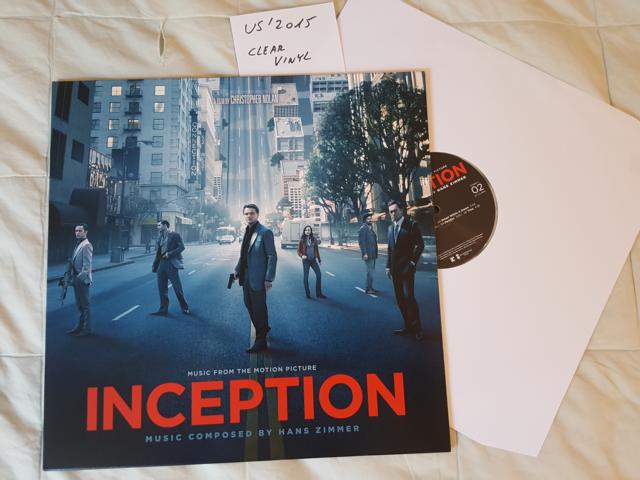 US'2015
CLEAR
VINYL
A FILM BY CHRISTOPHER NOLAN
MUSIC FROM THE MOTION PICTURE
INCEPTION
MUSIC COMPOSED BY HANS ZIMMER
PTION
HANS ZIMMER
02